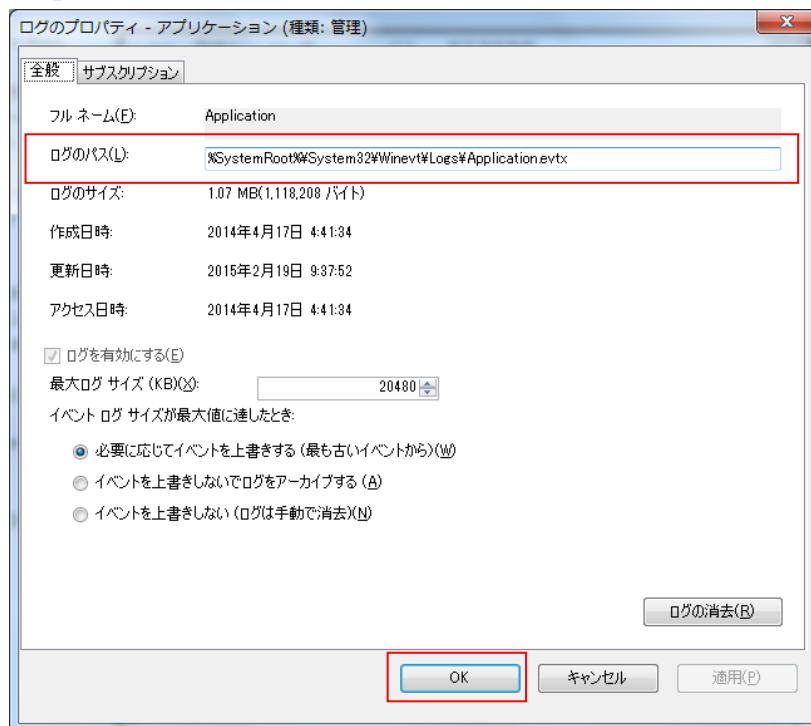 ログのプロパティ - アプリケーション (種類: 管理)
全般 サブスクリプション
フル ネーム(F): Application
ログのパス(L): %SystemRoot%¥System32¥Winevt¥Logs¥Application.evtx
ログのサイズ: 1.07 MB(1,118,208 バイト)
作成日時: 2014年4月17日 4:41:34
更新日時: 2015年2月19日 9:37:52
アクセス日時: 2014年4月17日 4:41:34
ログを有効にする(E)
最大ログ サイズ (KB)(X): 20480
イベント ログ サイズが最大値に達したとき:
必要に応じてイベントを上書きする (最も古いイベントから)(W)
イベントを上書きしないでログをアーカイブする (A)
イベントを上書きしない (ログは手動で消去)(N)
ログの消去(R)
OK キャンセル 適用(P)